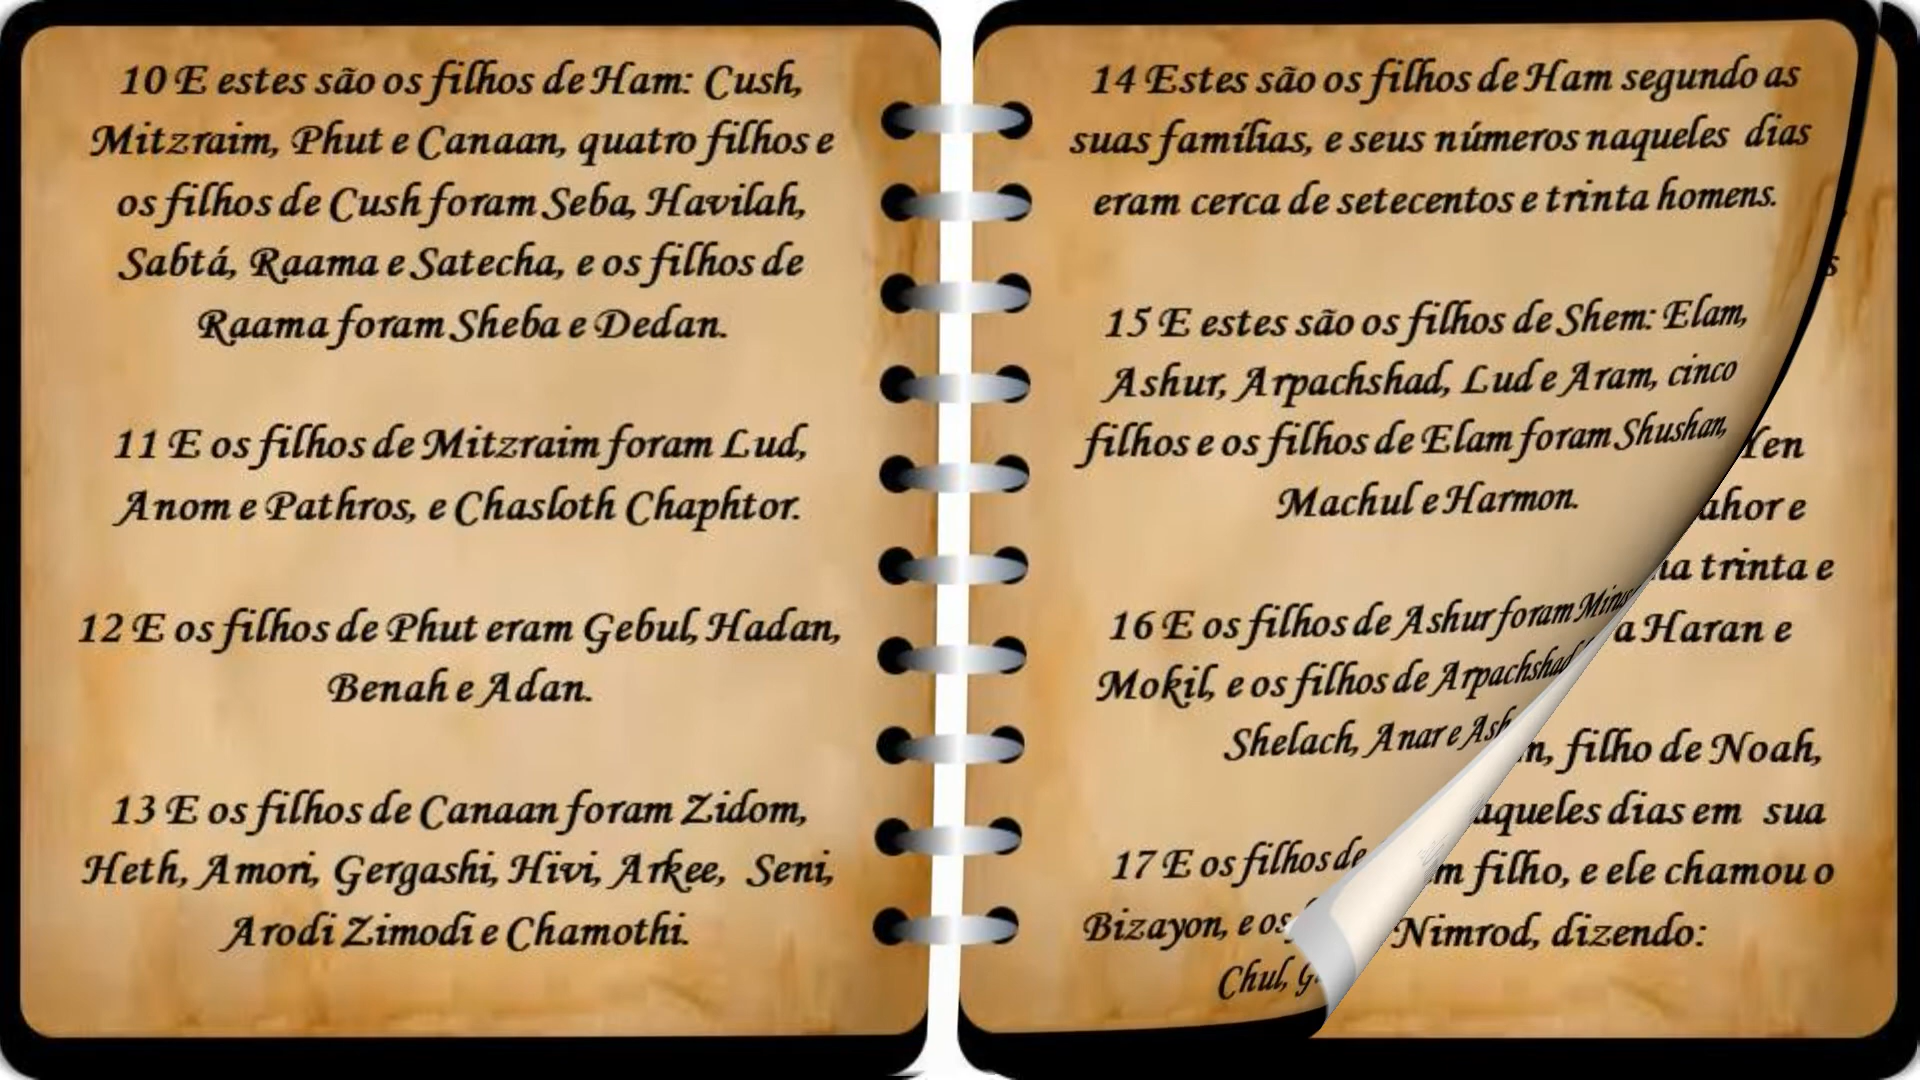 10 E estes são os filhos de Ham: Cush,
Mitzraim, Phut e Canaan, quatro filhos e
os filhos de Cush foram Seba, Havilah,
Sabtá, Raama e Satecha, e os filhos de
Raama foram Sheba e Dedan.
11 E os filhos de Mitzraim foram Lud,
Anom e Pathros, e Chasloth Chaphtor.
12 E os filhos de Phut eram Gebul, Hadan,
Benah e Adan.
13 E os filhos de Canaan foram Zidom,
Heth, Amori, Gergashi, Hivi, Arkee, Seni,
Arodi Zimodi e Chamothi.
14 Estes são os filhos de Ham segundo as
suas famílias, e seus números naqueles dias
eram cerca de setecentos e trinta homens.
15 E estes são os filhos de Shem: Elam,
Ashur, Arpachshad, Lud e Aram, cinco
filhos e os filhos de Elam foram Shushan,
Machul e Harmon.
16 E os filhos de Ashur foram
Mokil, e os filhos de Arpachshad
Shelach, Anar e
17 E os filhos de
Bizayon, e os
Chul,
e
trinta e
a Haran e
filho de Noah,
dias em sua
filho, e ele chamou o
Nimrod, dizendo: